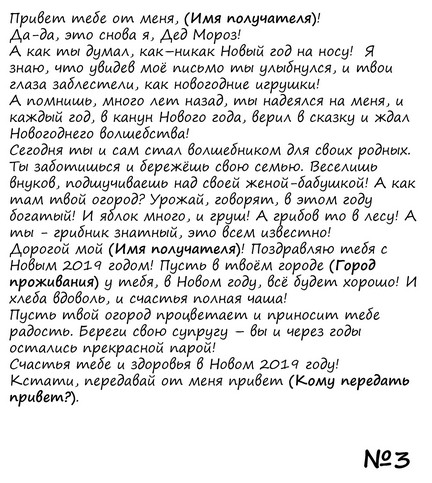 Привет тебе от меня, (Имя получателя)!
Да-да, это снова я, Дед Мороз!
А как ты думал, как–никак Новый год на носу!  Я
знаю, что увидев моё письмо ты улыбнулся, и твои
глаза заблестели, как новогодние игрушки!
А помнишь, много лет назад, ты надеялся на меня, и
каждый год, в канун Нового года, верил в сказку и ждал
Новогоднего волшебства!
Сегодня ты и сам стал волшебником для своих родных.
Ты заботишься и бережёшь свою семью. Веселишь
внуков, подшучиваешь над своей женой-бабушкой! А как
там твой огород? Урожай, говорят, в этом году
богатый! И яблок много, и груш! А грибов то в лесу! А
ты - грибник знатный, это всем известно!
Дорогой мой (Имя получателя)! Поздравляю тебя с
Новым 2019 годом! Пусть в твоём городе (Город
проживания) у тебя, в Новом году, всё будет хорошо! И
хлеба вдоволь, и счастья полная чаша!
Пусть твой огород процветает и приносит тебе
радость. Береги свою супругу – вы и через годы
остались прекрасной парой!
Счастья тебе и здоровья в Новом 2019 году!
Кстати, передавай от меня привет (Кому передать
привет?).
№3